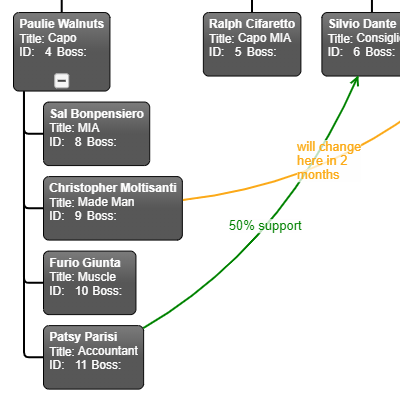 Paulie Walnuts
Title: Capo
ID: 4 Boss:
Ralph Cifaretto
Title: Capo MIA
ID: 5 Boss:
Silvio Dante
Title: Consigli
ID: 6 Boss:
Sal Bonpensiero
Title: MIA
ID: 8 Boss:
Christopher Moltisanti
Title: Made Man
ID: 9 Boss:
will change
here in 2
months
50% support
Furio Giunta
Title: Muscle
ID: 10 Boss:
Patsy Parisi
Title: Accountant
ID: 11 Boss: